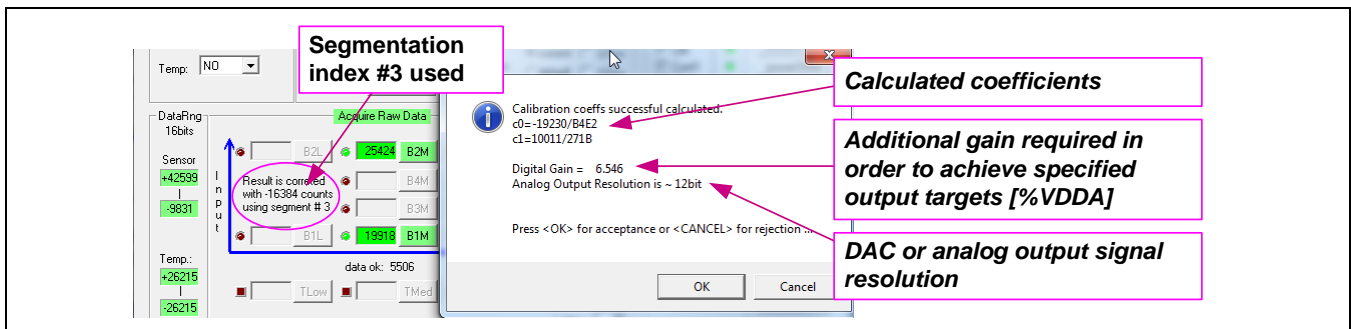 Segmentation
index #3 used
Temp: NO
DataRng
16bits
Acquire Raw Data
Sensor
+42599
-9831
Input
B2L
25424 B2M
Result is correted
with -16384 counts
using segment # 3
B4M
B3M
B1L
19918 B1M
Temp.:
+26215
-26215
data ok: 5506
TLow
TMed
Calibration coeffs successful calculated.
c0=-19230/B4E2
c1=10011/271B
Digital Gain = 6.546
Analog Output Resolution is ~ 12bit
Press <OK> for acceptance or <CANCEL> for rejection ...
OK
Cancel
Calculated coefficients
Additional gain required in
order to achieve specified
output targets [%VDDA]
DAC or analog output signal
resolution